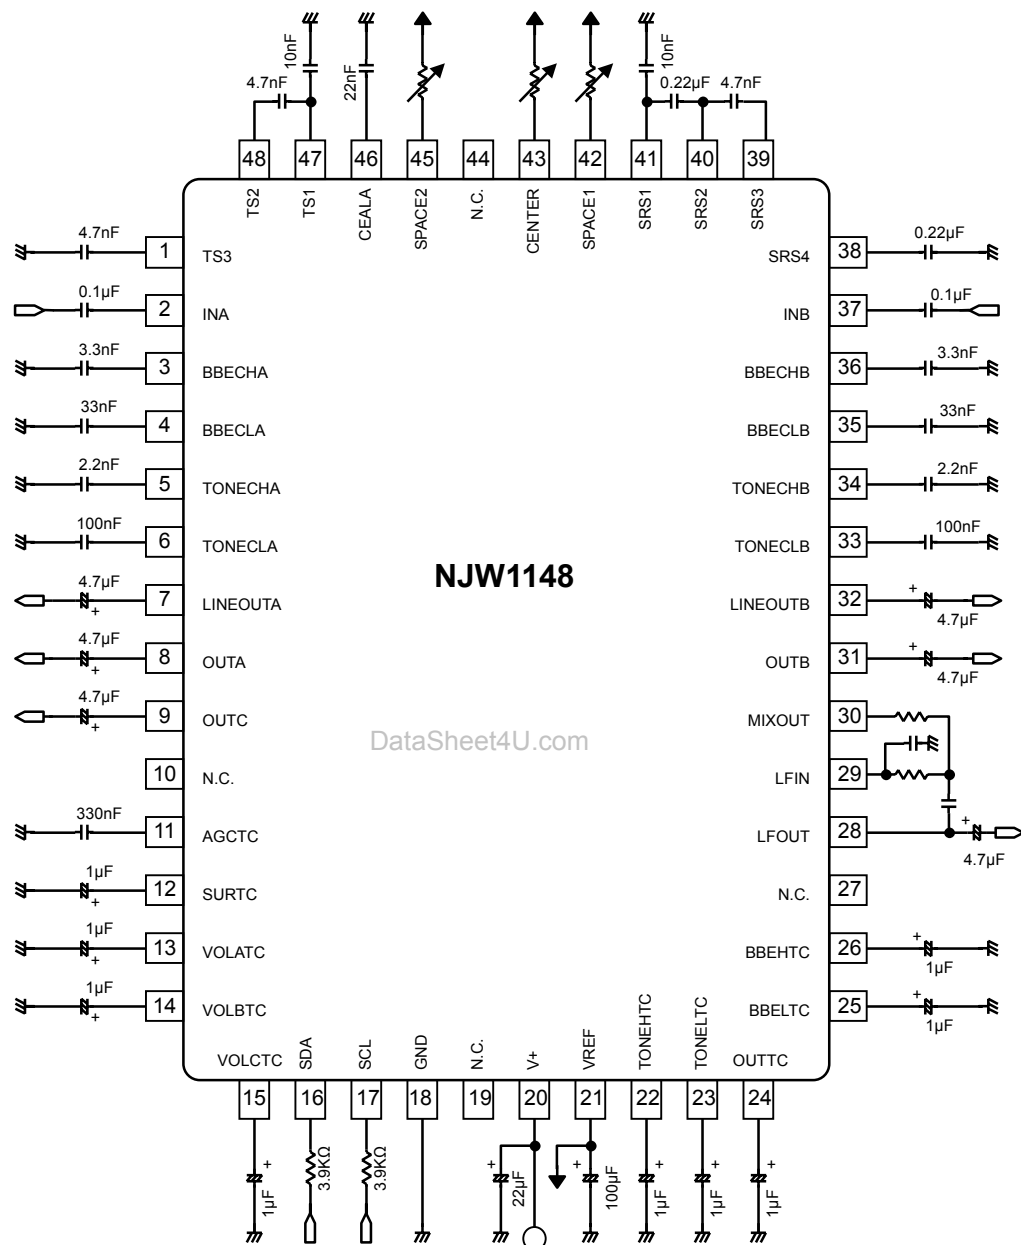 10nF
22nF
10nF
4.7nF
0.22µF
4.7nF
48
47
46
45
44
43
42
41
40
39
TS2
TS1
CEALA
SPACE2
N.C.
CENTER
SPACE1
SRS1
SRS2
SRS3
4.7nF
1
TS3
SRS4
38
0.22µF
0.1µF
2
INA
INB
37
0.1µF
3.3nF
3
BBECHA
BBECHB
36
3.3nF
33nF
4
BBECLA
BBECLB
35
33nF
2.2nF
5
TONECHA
TONECHB
34
2.2nF
100nF
6
TONECLA
TONECLB
33
100nF
NJW1148
4.7µF
+
7
LINEOUTA
LINEOUTB
32
+
4.7µF
4.7µF
+
8
OUTA
OUTB
31
+
4.7µF
4.7µF
+
9
OUTC
MIXOUT
30
DataSheet4U.com
10
N.C.
LFIN
29
330nF
11
AGCTC
LFOUT
28
+
4.7µF
1µF
+
12
SURTC
N.C.
27
1µF
+
13
VOLATC
BBEHTC
26
+
1µF
1µF
+
14
VOLBTC
BBELTC
25
+
1µF
VOLCTC
SDA
SCL
GND
N.C.
V+
VREF
TONEHTC
TONELTC
OUTTC
15
16
17
18
19
20
21
22
23
24
+
1µF
3.9KΩ
3.9KΩ
+
22µF
+
100µF
+
1µF
+
1µF
+
1µF